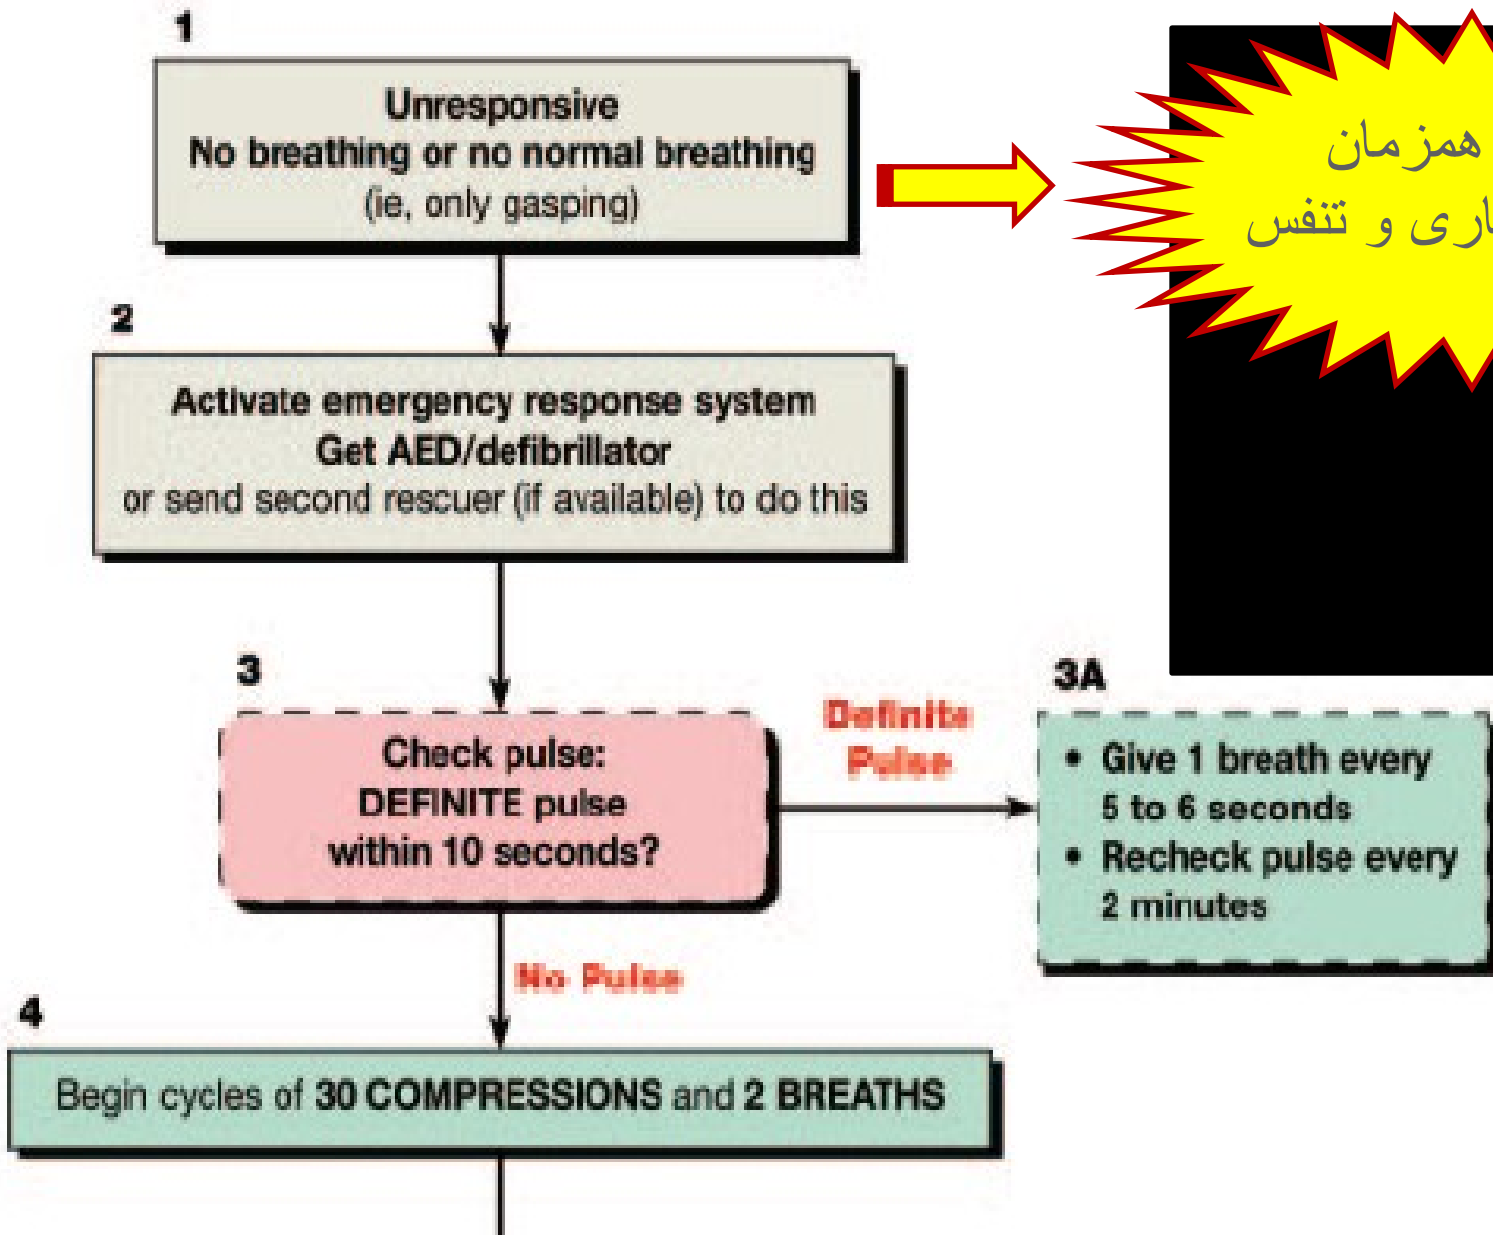 1
Unresponsive
No breathing or no normal breathing
(ie, only gasping)
همزمان
و تنفس
2
Activate emergency response system
Get AED/defibrillator
or send second rescuer (if available) to do this
3
Check pulse:
DEFINITE pulse
within 10 seconds?
Definite
Pulse
3A
• Give 1 breath every
5 to 6 seconds
• Recheck pulse every
2 minutes
No Pulse
4
Begin cycles of 30 COMPRESSIONS and 2 BREATHS